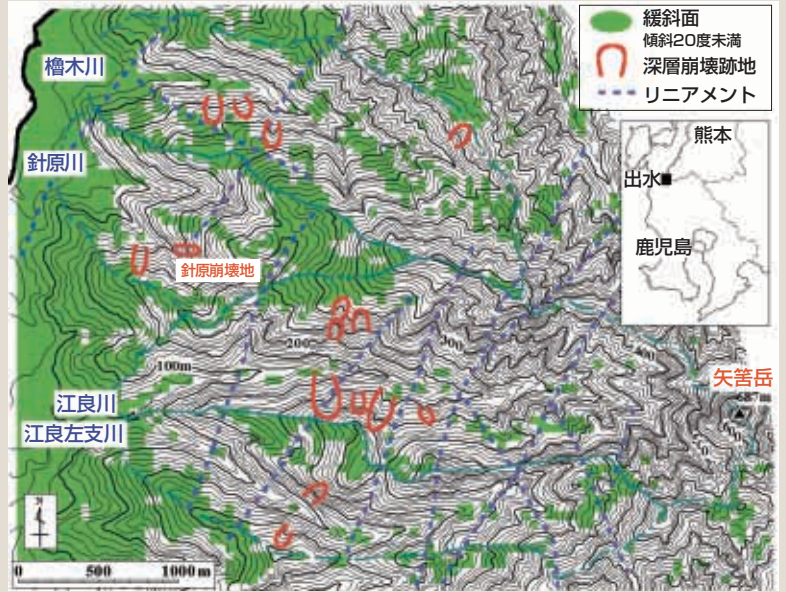 緩斜面
傾斜20度未満
深層崩壊跡地
リニアメント
櫓木川
熊本
針原川
出水
鹿児島
針原崩壊地
200
300
400
100m
矢筈岳
687m
江良川
江良左支川
N
0 500 1000m